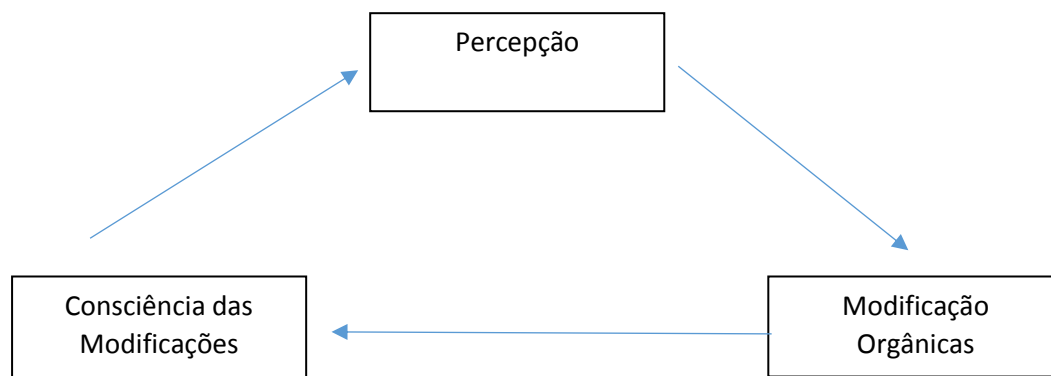 Percepção
Consciência das
Modificações
Modificação
Orgânicas